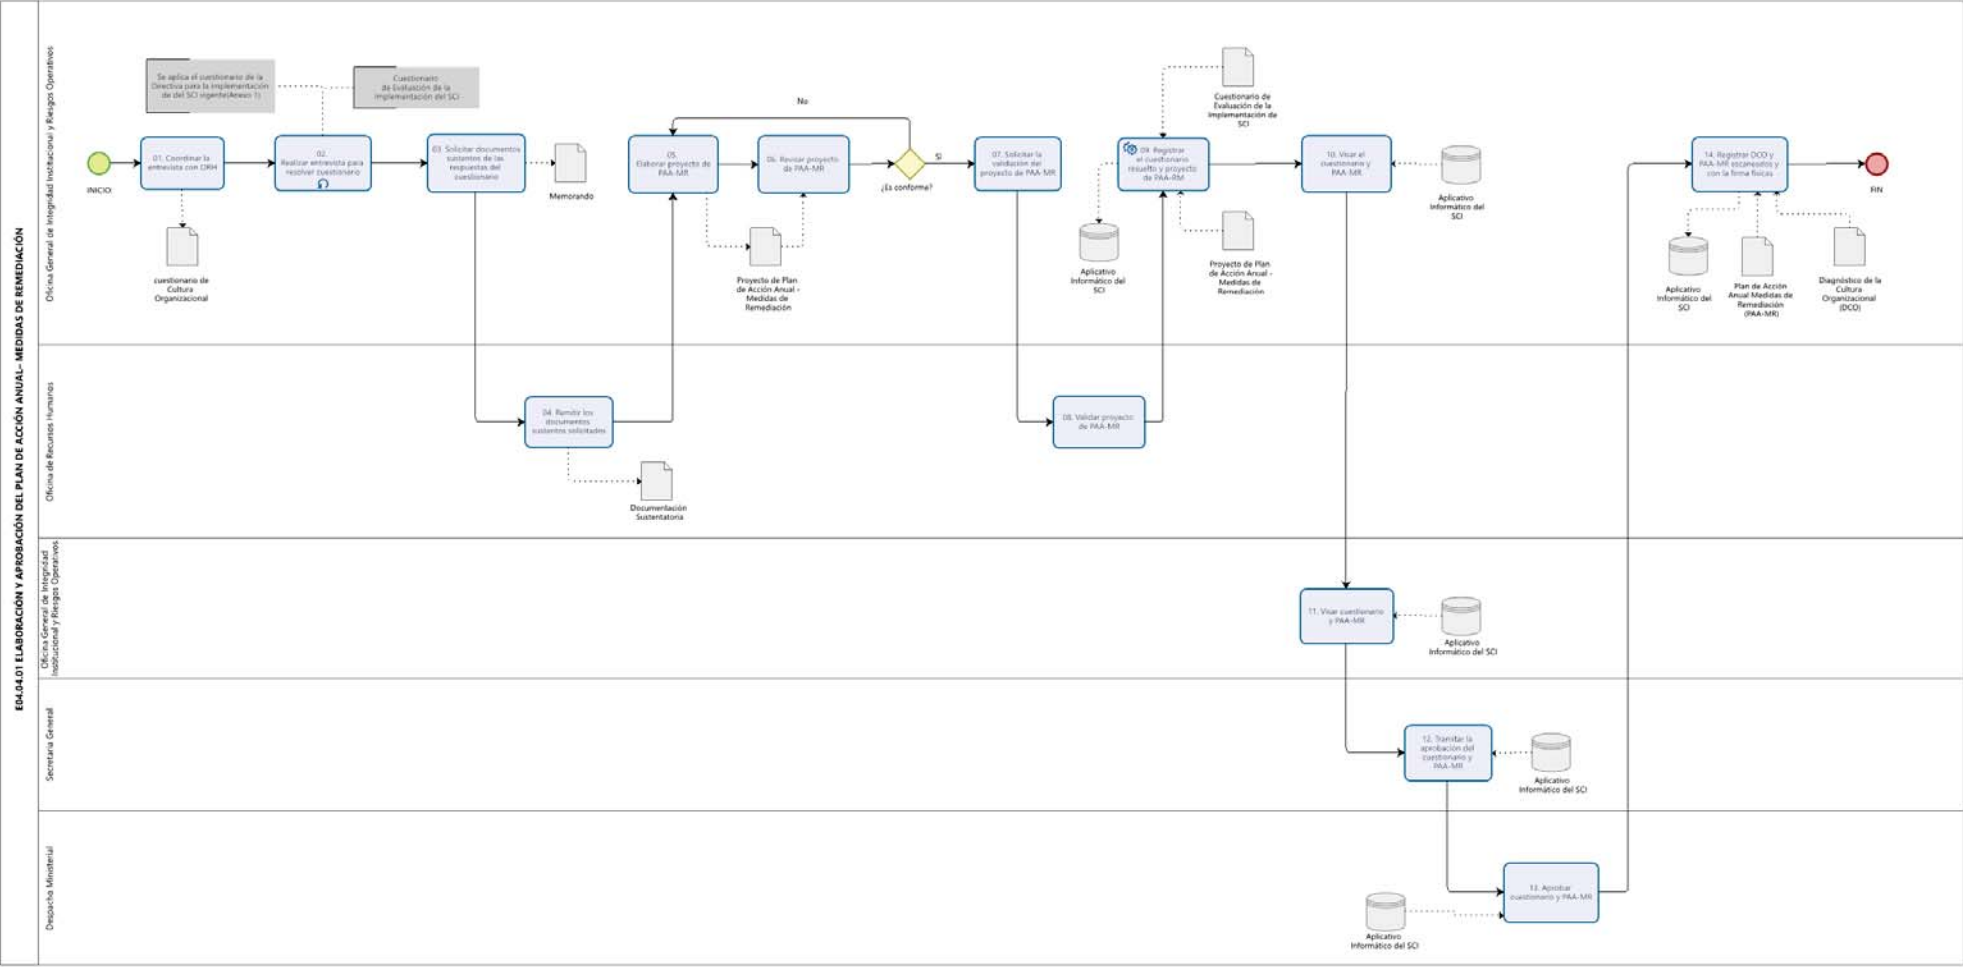 E04.04.01 ELABORACIÓN Y APROBACIÓN DEL PLAN DE ACCIÓN ANUAL– MEDIDAS DE REMEDIACIÓN
Oficina General de Integridad Institucional y Riesgos Operativos
Se aplica el cuestionario de la
Directiva para la implementación
de del SCI vigente(Anexo 1)
Cuestionario
de Evaluación de la
Implementación del SCI
INICIO
01. Coordinar la
entrevista con ORH
cuestionario de
Cultura
Organizacional
02.
Realizar entrevista para
resolver cuestionario
03. Solicitar documentos
sustentos de las
respuestas del
cuestionario
Memorando
05.
Elaborar proyecto de
PAA-MR
06. Revisar proyecto
de PAA-MR
Proyecto de Plan
de Acción Anual -
Medidas de
Remediación
No
¿Es conforme?
SÍ
07. Solicitar la
validación del
proyecto de PAA-MR
09. Registrar
el cuestionario
resuelto y proyecto
de PAA-RM
Cuestionario de
Evaluación de la
Implementación de
SCI
Aplicativo
Informático del
SCI
Proyecto de Plan
de Acción Anual -
Medidas de
Remediación
10. Visar el
cuestionario y
PAA-MR
Aplicativo
Informático del
SCI
14. Registrar DCO y
PAA-MR escaneados y
con la firma físicas
FIN
Aplicativo
Informático del
SCI
Plan de Acción
Anual Medidas de
Remediación
(PAA-MR)
Diagnóstico de la
Cultura
Organizacional
(DCO)
Oficina de Recursos Humanos
04. Remitir los
documentos
sustentos solicitados
Documentación
Sustentatoria
08. Validar proyecto
de PAA-MR
Oficina General de Integridad
Institucional y Riesgos Operativos
11. Visar cuestionario
y PAA-MR
Aplicativo
Informático del SCI
Secretaria General
12. Tramitar la
aprobación del
cuestionario y
PAA-MR
Aplicativo
Informático del SCI
Despacho Ministerial
13. Aprobar
cuestionario y PAA-MR
Aplicativo
Informático del SCI